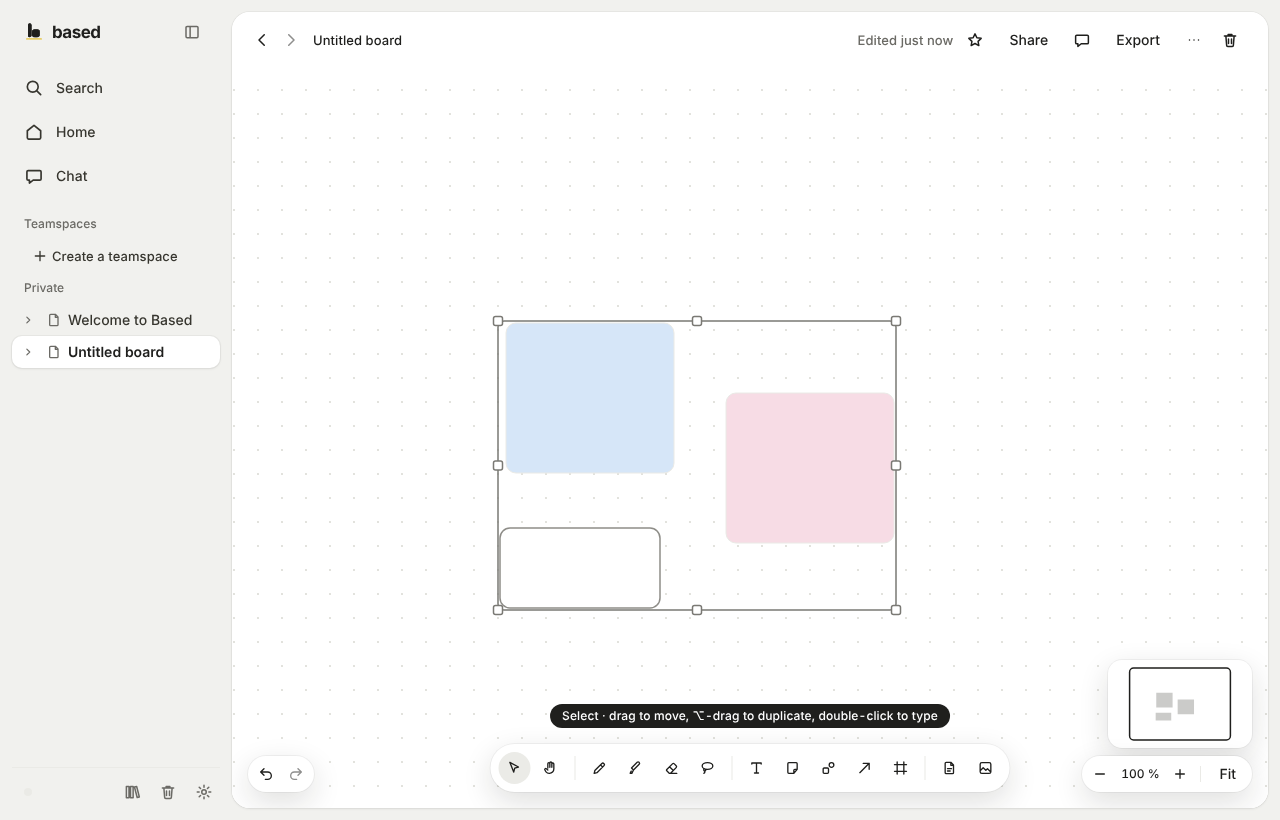 based
Search
Home
Chat
Teamspaces
Create a teamspace
Private
Welcome to Based
Untitled board
Untitled board
Edited just now
Share
Export
Select · drag to move, ⌥-drag to duplicate, double-click to type
100 %
Fit